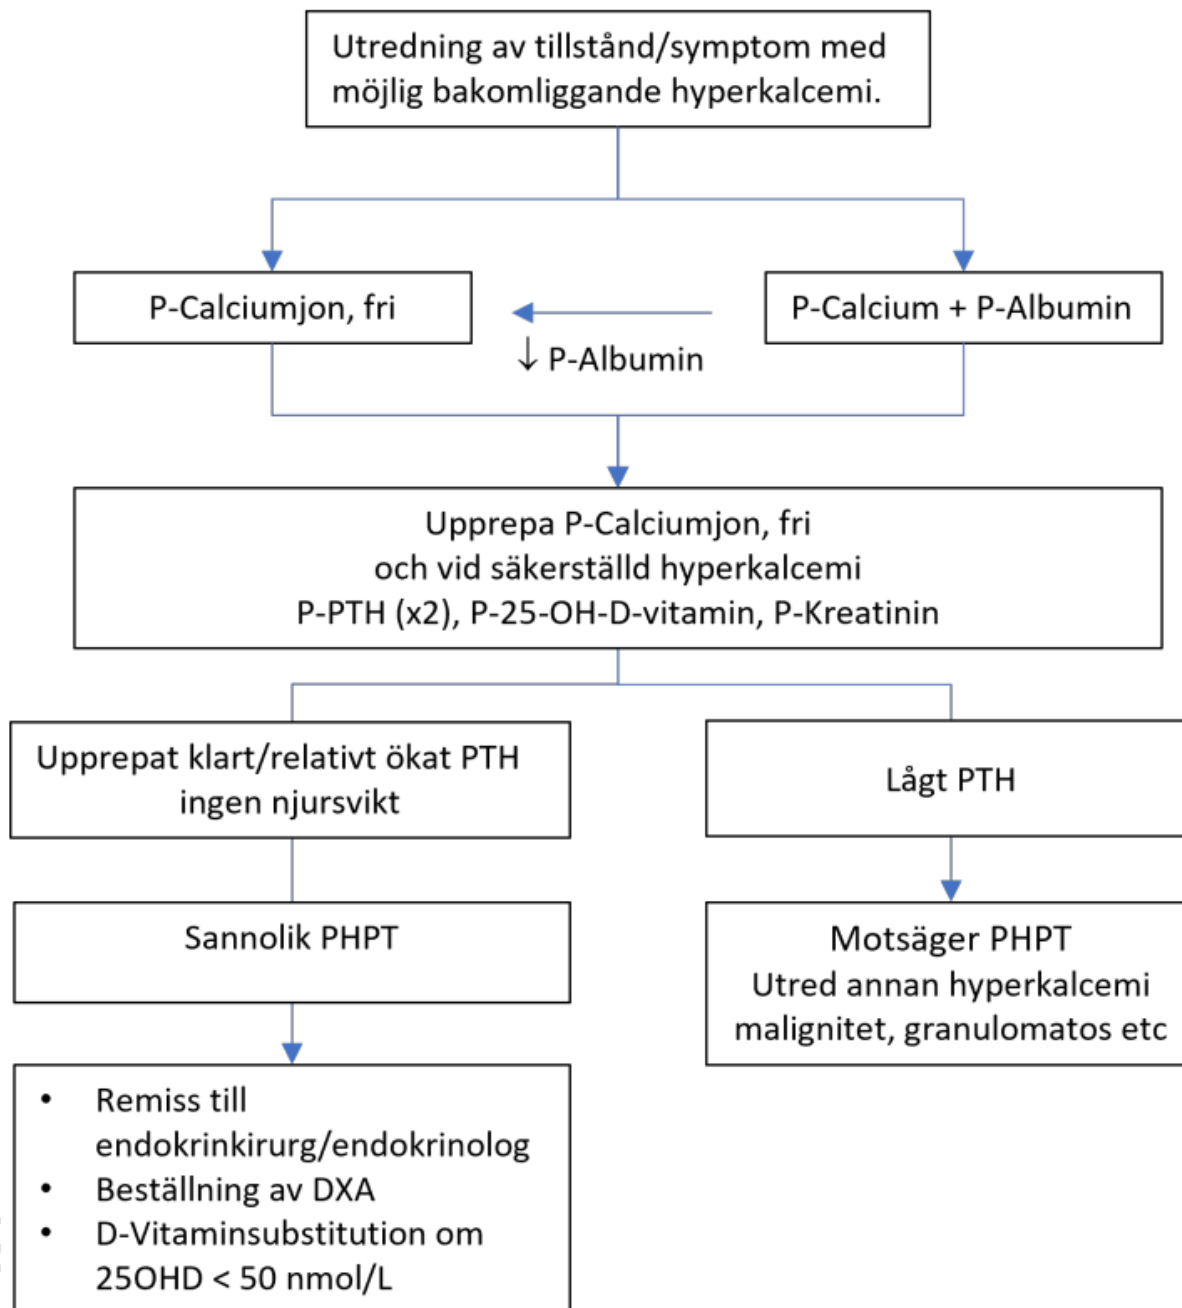 Utredning av tillstånd/symptom med
möjlig bakomliggande hyperkalcemi.
P-Calciumjon, fri
P-Calcium + P-Albumin
↓ P-Albumin
Upprepa P-Calciumjon, fri
och vid säkerställd hyperkalcemi
P-PTH (x2), P-25-OH-D-vitamin, P-Kreatinin
Upprepat klart/relativt ökat PTH
ingen njursvikt
Lågt PTH
Sannolik PHPT
Motsäger PHPT
Utred annan hyperkalcemi
malignitet, granulomatos etc
• Remiss till
endokrinkirurg/endokrinolog
• Beställning av DXA
• D-Vitaminsubstitution om
25OHD < 50 nmol/L